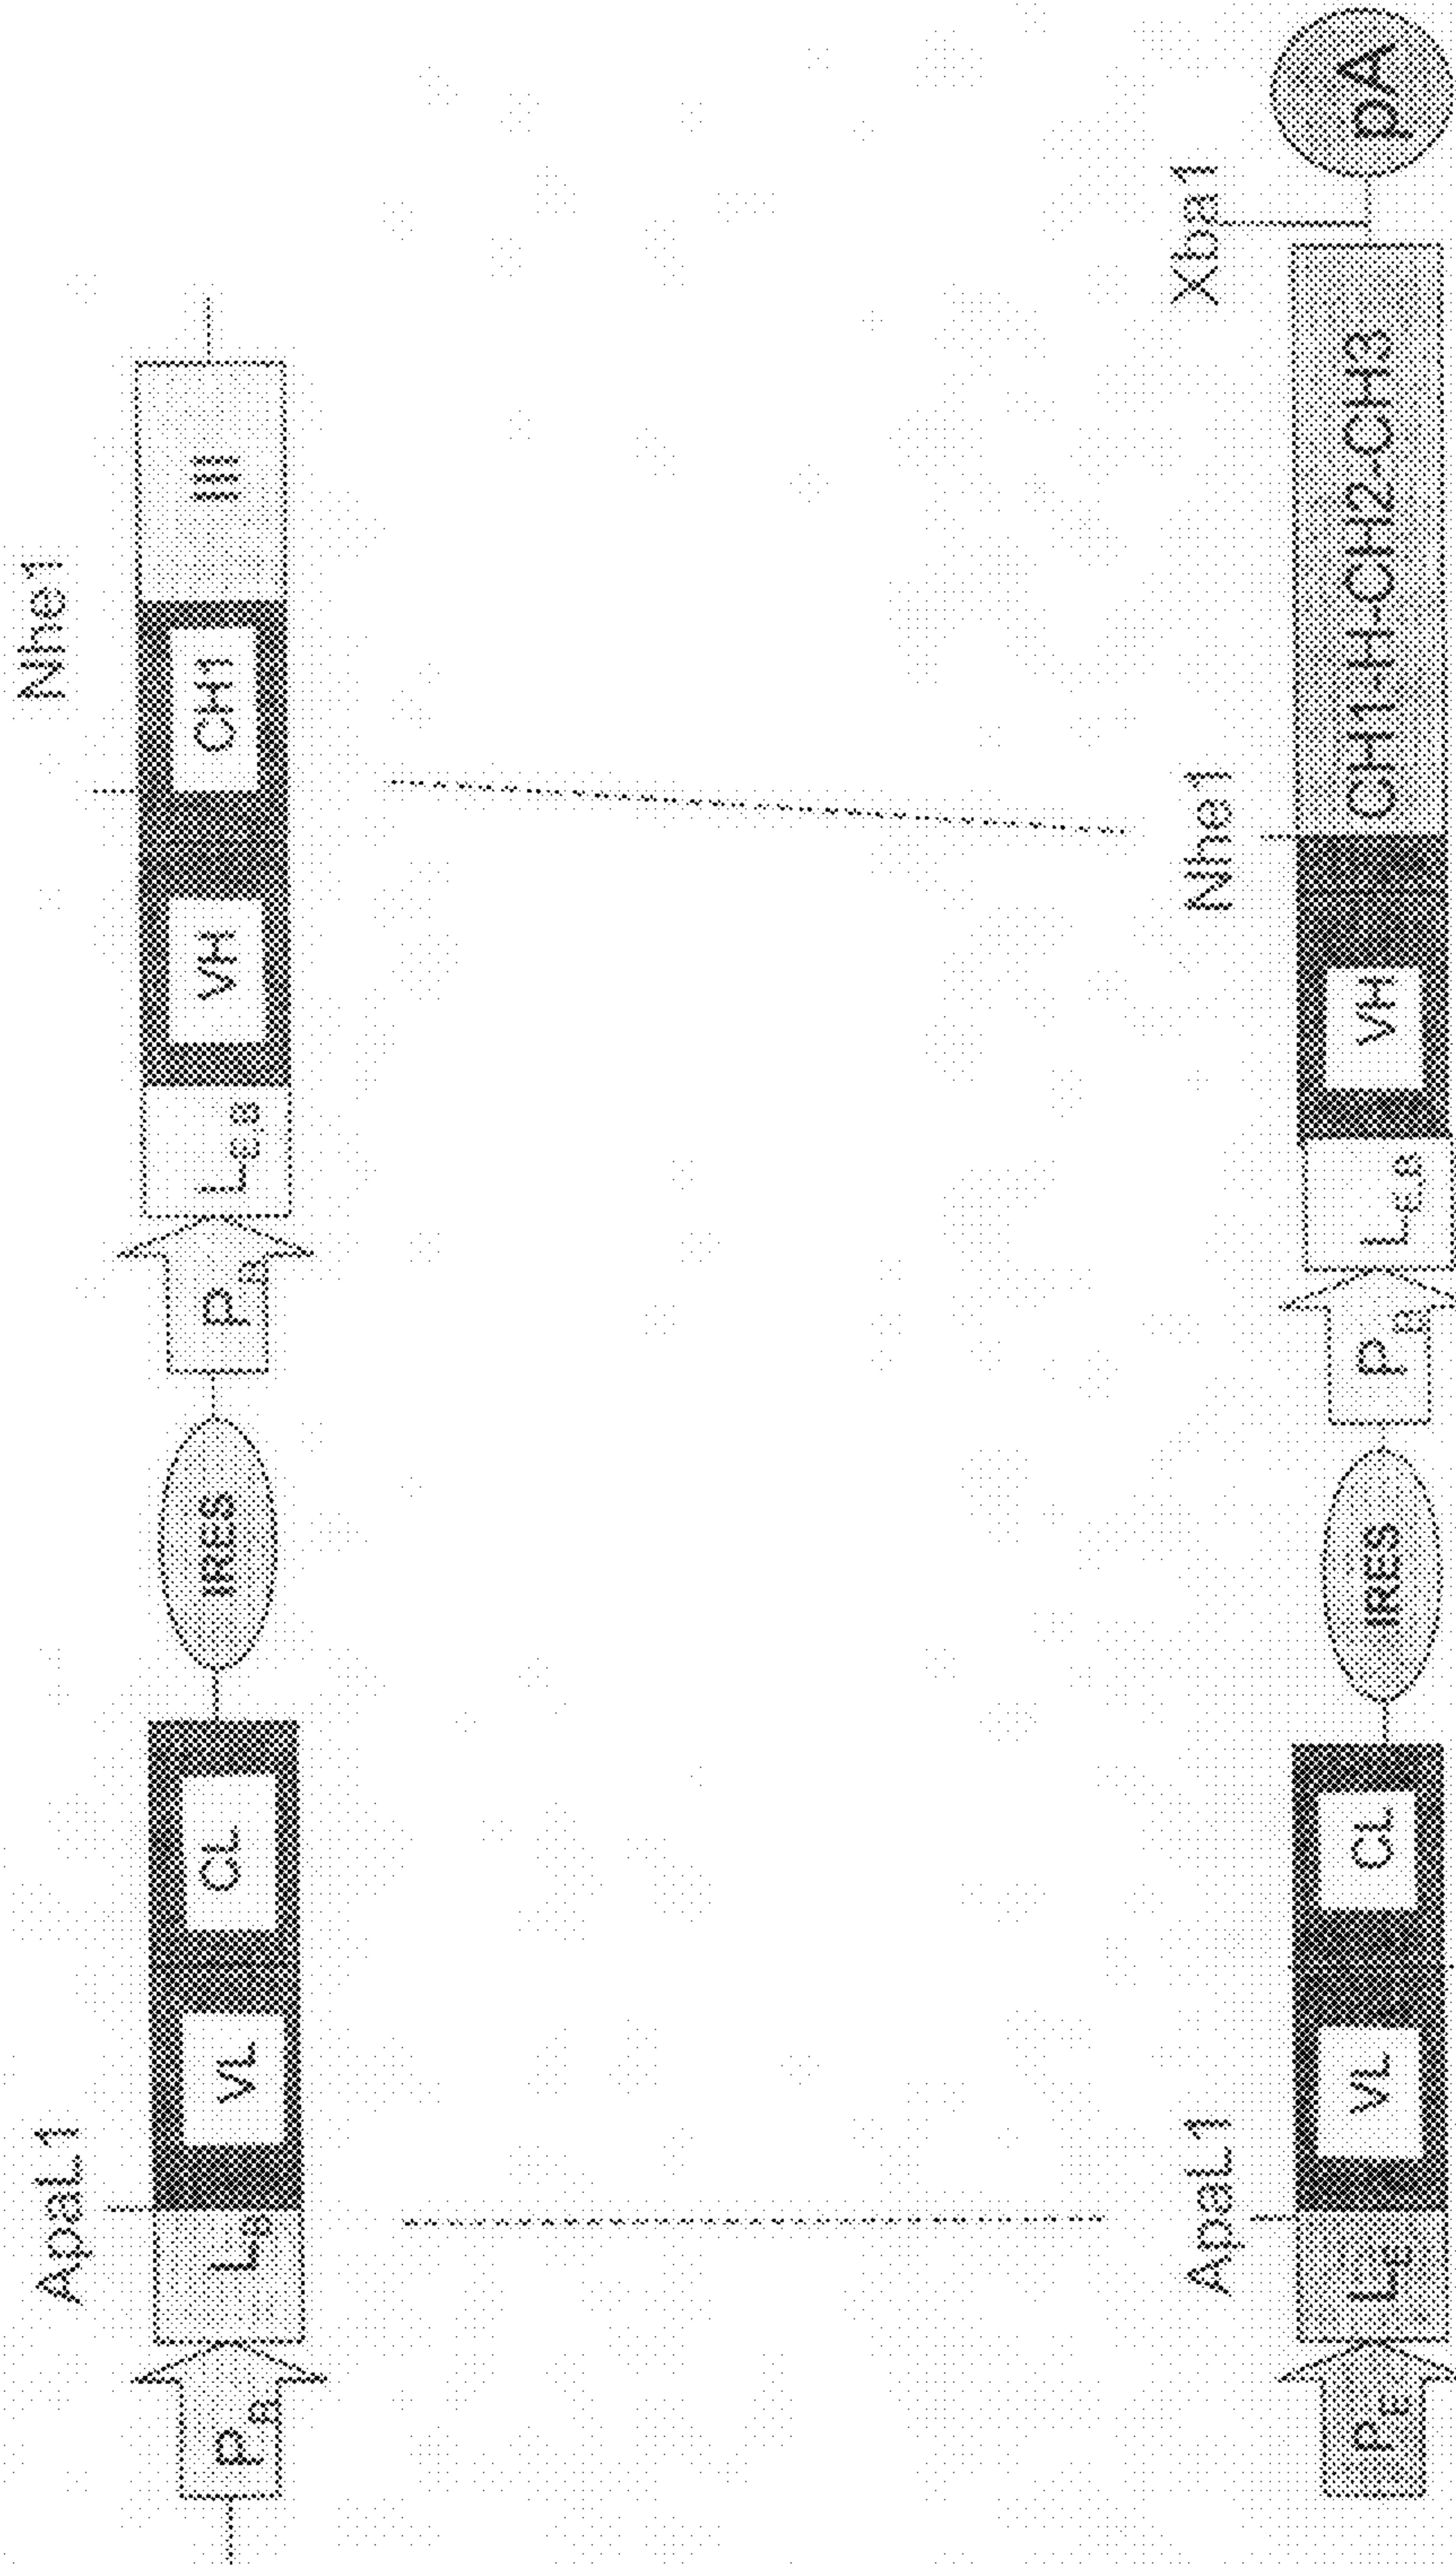 ApaL1
Nhe1
VL
CL
IRES
VH
CH1
III
ApaL1
Nhe1
Xba1
VL
CL
IRES
VH
CH1-H-CH2-CH3
pA